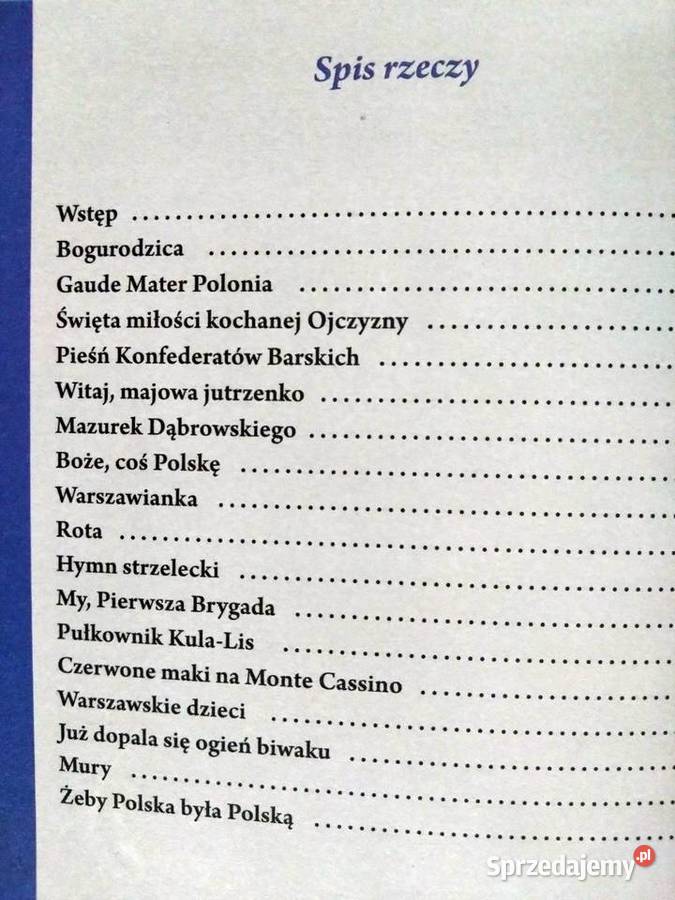 Spis rzeczy
Wstęp ........................................
Bogurodzica ........................................
Gaude Mater Polonia ........................................
Święta miłości kochanej Ojczyzny ........................................
Pieśń Konfederatów Barskich ........................................
Witaj, majowa jutrzenko ........................................
Mazurek Dąbrowskiego ........................................
Boże, coś Polskę ........................................
Warszawianka ........................................
Rota ........................................
Hymn strzelecki ........................................
My, Pierwsza Brygada ........................................
Pułkownik Kula-Lis ........................................
Czerwone maki na Monte Cassino ........................................
Warszawskie dzieci ........................................
Już dopala się ogień biwaku ........................................
Mury ........................................
Żeby Polska była Polską ........................................
Sprzedajemy.pl